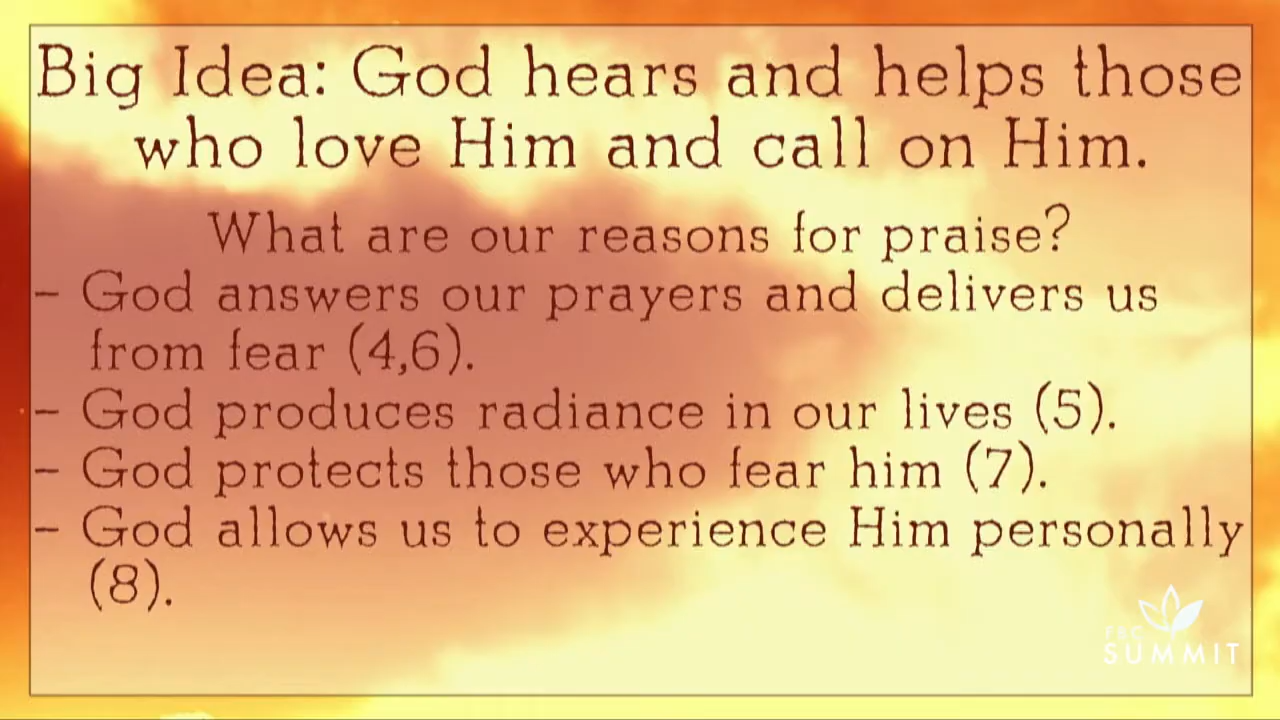 Big Idea: God hears and helps those
who love Him and call on Him.
What are our reasons for praise?
– God answers our prayers and delivers us
from fear (4,6).
– God produces radiance in our lives (5).
– God protects those who fear him (7).
– God allows us to experience Him personally
(8).
FBC
SUMMIT